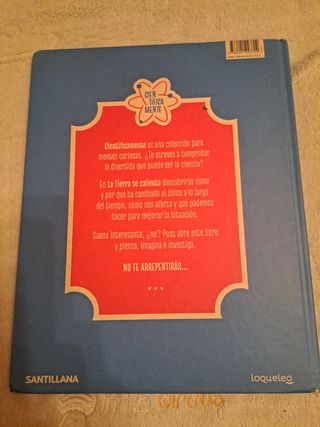 CIEN
TÍFICA
MENTE
Científicamente es una colección para
mentes curiosas. ¿Te atreves a comprobar
lo divertida que puede ser la ciencia?
En La Tierra se calienta descubrirás cómo
y por qué ha cambiado el clima a lo largo
del tiempo, cómo nos afecta y qué podemos
hacer para mejorar la situación.
Suena interesante, ¿no? Pues abre este libro
y piensa, imagina e investiga.
NO TE ARREPENTIRÁS...
SANTILLANA
loqueleo